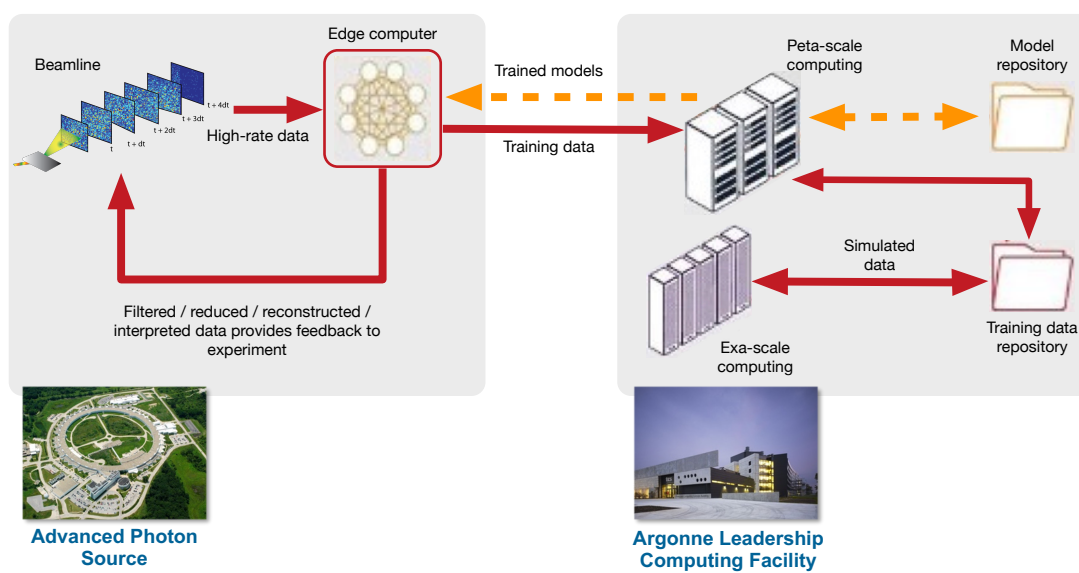 Edge computer
Beamline
t
t + dt
t + 2dt
t + 3dt
t + 4dt
High-rate data
Filtered / reduced / reconstructed /
interpreted data provides feedback to
experiment
Trained models
Training data
Peta-scale
computing
Model
repository
Simulated
data
Exa-scale
computing
Training data
repository
Advanced Photon
Source
Argonne Leadership
Computing Facility